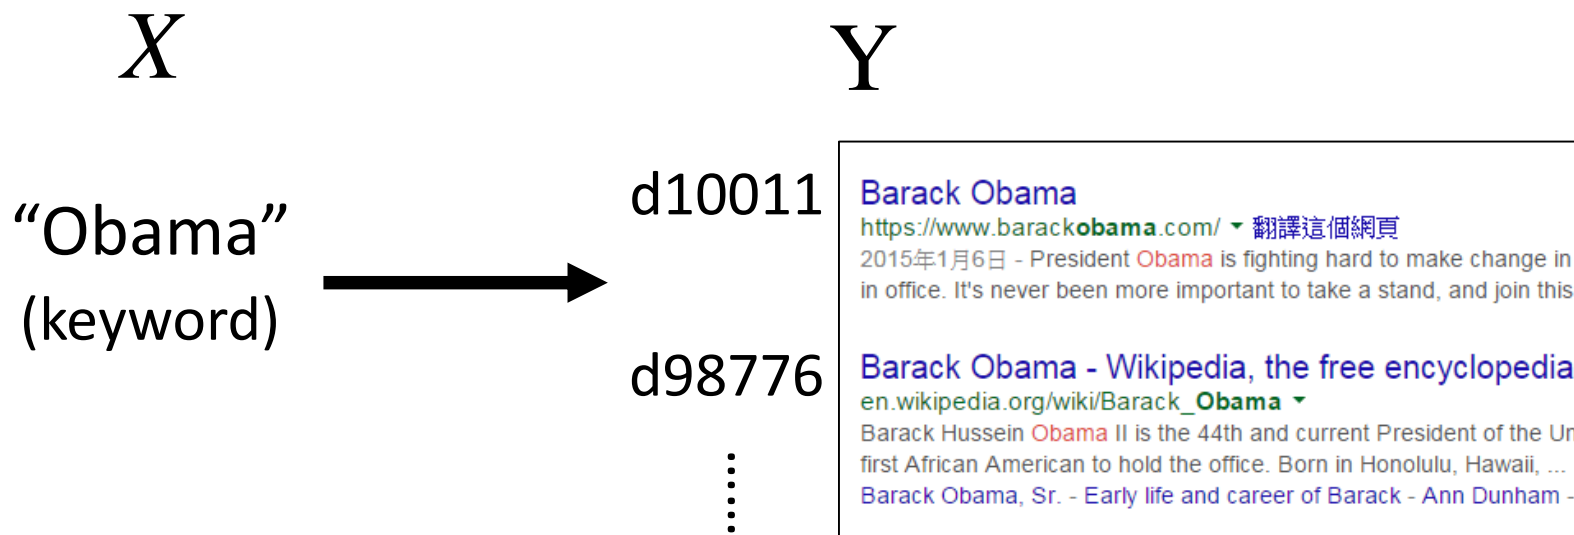 X
Y
“Obama”
(keyword)
d10011
Barack Obama
https://www.barackobama.com/ 翻譯這個網頁
2015年1月6日 - President Obama is fighting hard to make change in
in office. It's never been more important to take a stand, and join this
d98776
Barack Obama - Wikipedia, the free encyclopedia
en.wikipedia.org/wiki/Barack_Obama
Barack Hussein Obama II is the 44th and current President of the Un
first African American to hold the office. Born in Honolulu, Hawaii, ...
Barack Obama, Sr. - Early life and career of Barack - Ann Dunham -